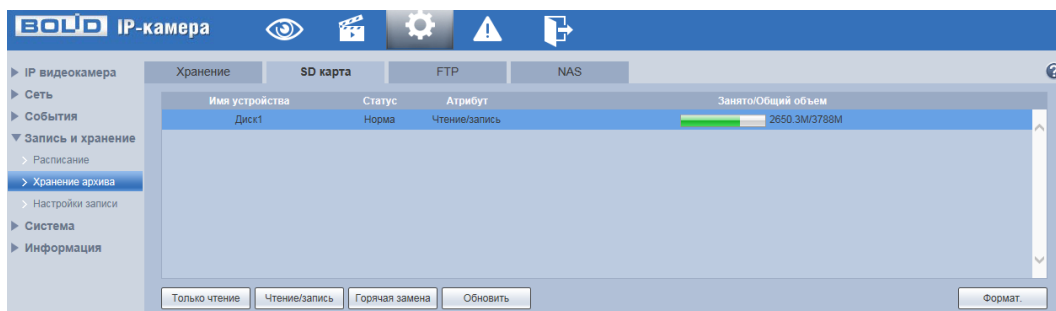 BOLID IP-камера
IP видеокамера
Сеть
События
Запись и хранение
Расписание
Хранение архива
Настройки записи
Система
Информация
Хранение SD карта FTP NAS
Имя устройства Статус Атрибут Занято/Общий объем
Диск1 Норма Чтение/запись 2650.3M/3788M
Только чтение Чтение/запись Горячая замена Обновить Формат.